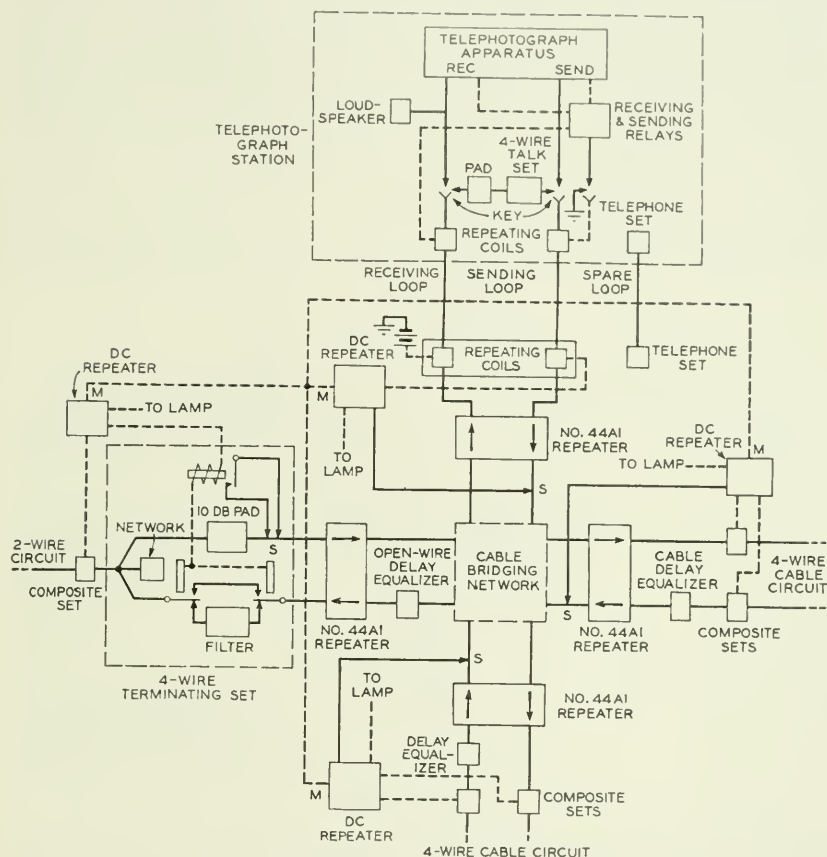 TELEPHOTOGRAPH
APPARATUS
REC
SEND
LOUD-
SPEAKER
RECEIVING
& SENDING
RELAYS
TELEPHOTO-
GRAPH
STATION
4-WIRE
TALK
SET
PAD
KEY
TELEPHONE
SET
REPEATING
COILS
RECEIVING
LOOP
SENDING
LOOP
SPARE
LOOP
DC
REPEATER
M
TO LAMP
DC
REPEATER
M
TO
LAMP
REPEATING
COILS
TELEPHONE
SET
NO. 44A1
REPEATER
S
DC
REPEATER
M
TO LAMP
2-WIRE
CIRCUIT
NETWORK
10 DB PAD
S
COMPOSITE
SET
FILTER
4-WIRE
TERMINATING SET
NO. 44A1
REPEATER
OPEN-WIRE
DELAY
EQUALIZER
CABLE
BRIDGING
NETWORK
S
NO. 44A1
REPEATER
CABLE
DELAY
EQUALIZER
4-WIRE
CABLE
CIRCUIT
COMPOSITE
SETS
S
TO
LAMP
NO. 44A1
REPEATER
DELAY
EQUAL-
IZER
M
DC
REPEATER
COMPOSITE
SETS
4-WIRE CABLE CIRCUIT